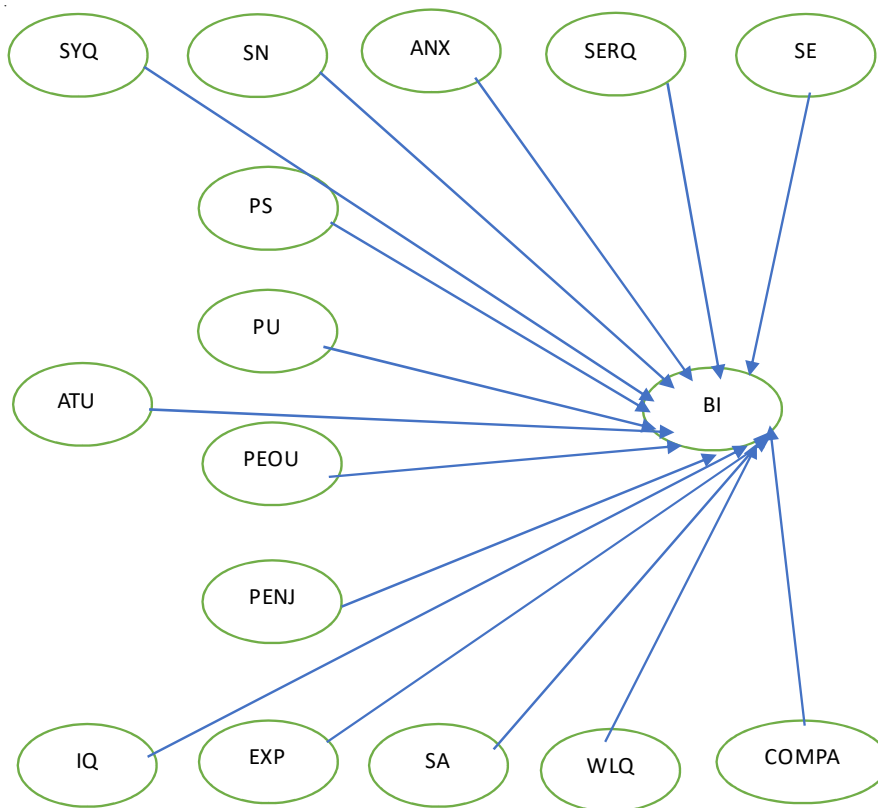 SYQ
SN
ANX
SERQ
SE
PS
PU
ATU
BI
PEOU
PENJ
IQ
EXP
SA
WLQ
COMPA